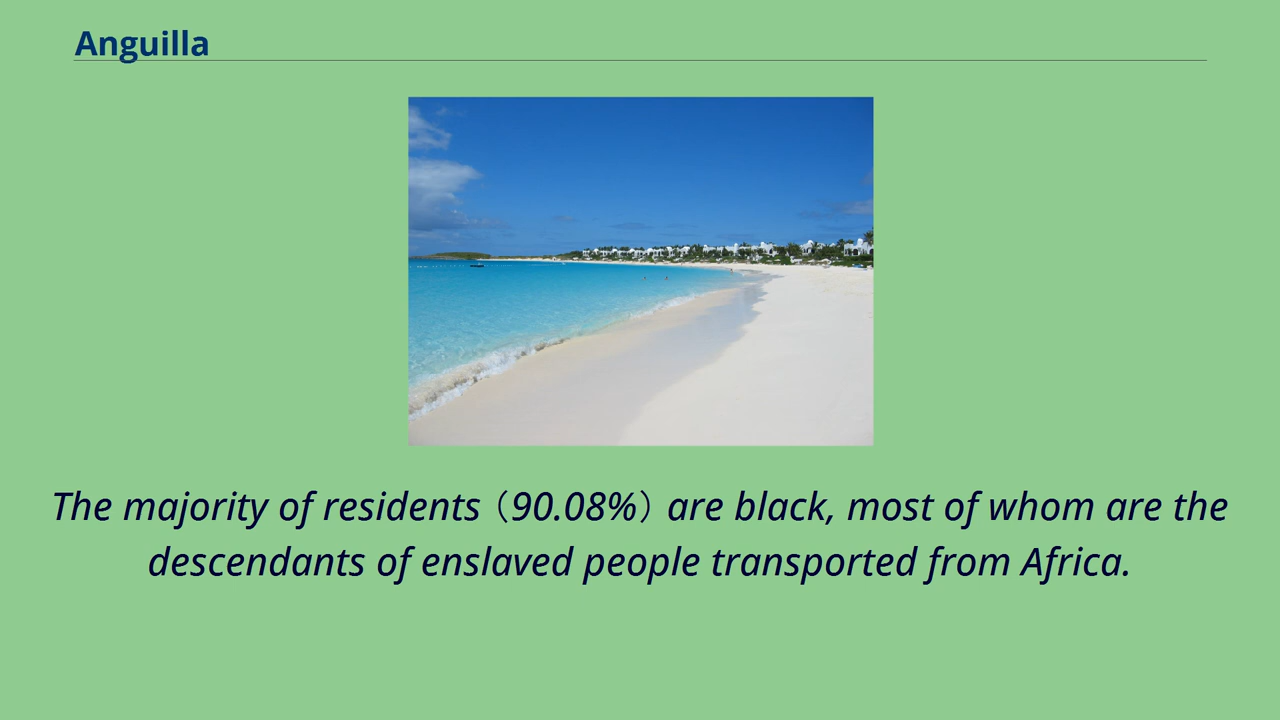 Anguilla
The majority of residents（90.08%）are black, most of whom are the
descendants of enslaved people transported from Africa.